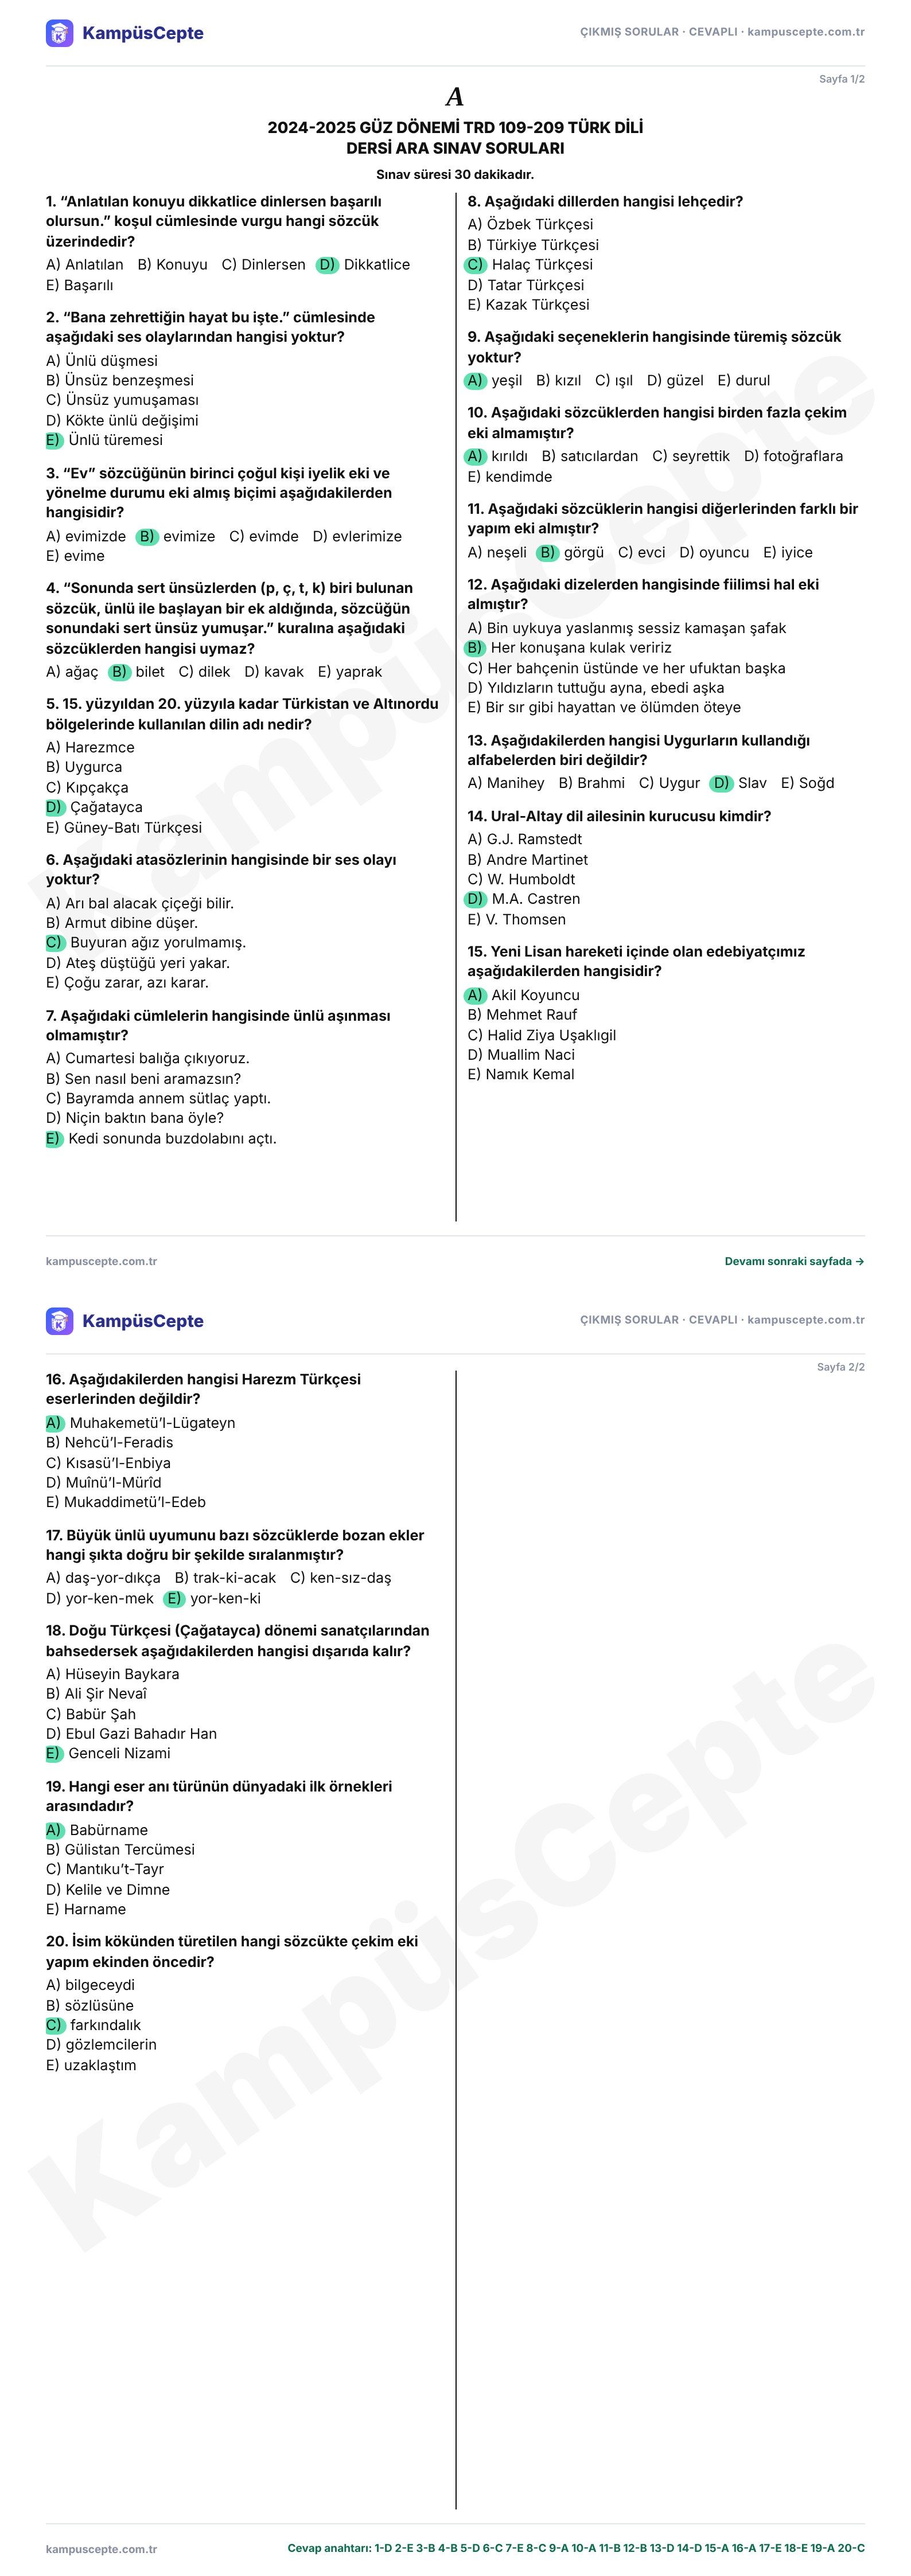 KampüsCepte
ÇIKMIŞ SORULAR · CEVAPLI · kampuscepte.com.tr
Sayfa 1/2
A
2024-2025 GÜZ DÖNEMİ TRD 109-209 TÜRK DİLİ
DERSİ ARA SINAV SORULARI
Sınav süresi 30 dakikadır.
1. “Anlatılan konuyu dikkatlice dinlersen başarılı
olursun.” koşul cümlesinde vurgu hangi sözcük
üzerindedir?
A) Anlatılan B) Konuyu C) Dinlersen D) Dikkatlice
E) Başarılı
2. “Bana zehrettiğin hayat bu işte.” cümlesinde
aşağıdaki ses olaylarından hangisi yoktur?
A) Ünlü düşmesi
B) Ünsüz benzeşmesi
C) Ünsüz yumuşaması
D) Kökte ünlü değişimi
E) Ünlü türemesi
3. “Ev” sözcüğünün birinci çoğul kişi iyelik eki ve
yönelme durumu eki almış biçimi aşağıdakilerden
hangisidir?
A) evimizde B) evimize C) evimde D) evlerimize
E) evime
4. “Sonunda sert ünsüzlerden (p, ç, t, k) biri bulunan
sözcük, ünlü ile başlayan bir ek aldığında, sözcüğün
sonundaki sert ünsüz yumuşar.” kuralına aşağıdaki
sözcüklerden hangisi uymaz?
A) ağaç B) bilet C) dilek D) kavak E) yaprak
5. 15. yüzyıldan 20. yüzyıla kadar Türkistan ve Altınordu
bölgelerinde kullanılan dilin adı nedir?
A) Harezmce
B) Uygurca
C) Kıpçakça
D) Çağatayca
E) Güney-Batı Türkçesi
6. Aşağıdaki atasözlerinin hangisinde bir ses olayı
yoktur?
A) Arı bal alacak çiçeği bilir.
B) Armut dibine düşer.
C) Buyuran ağız yorulmamış.
D) Ateş düştüğü yeri yakar.
E) Çoğu zarar, azı karar.
7. Aşağıdaki cümlelerin hangisinde ünlü aşınması
olmamıştır?
A) Cumartesi balığa çıkıyoruz.
B) Sen nasıl beni aramazsın?
C) Bayramda annem sütlaç yaptı.
D) Niçin baktın bana öyle?
E) Kedi sonunda buzdolabını açtı.
8. Aşağıdaki dillerden hangisi lehçedir?
A) Özbek Türkçesi
B) Türkiye Türkçesi
C) Halaç Türkçesi
D) Tatar Türkçesi
E) Kazak Türkçesi
9. Aşağıdaki seçeneklerin hangisinde türemiş sözcük
yoktur?
A) yeşil B) kızıl C) ışıl D) güzel E) durul
10. Aşağıdaki sözcüklerden hangisi birden fazla çekim
eki almamıştır?
A) kırıldı B) satıcılardan C) seyrettik D) fotoğraflara
E) kendimde
11. Aşağıdaki sözcüklerin hangisi diğerlerinden farklı bir
yapım eki almıştır?
A) neşeli B) görgü C) evci D) oyuncu E) iyice
12. Aşağıdaki dizelerden hangisinde fiilimsi hal eki
almıştır?
A) Bin uykuya yaslanmış sessiz kamaşan şafak
B) Her konuşana kulak veririz
C) Her bahçenin üstünde ve her ufuktan başka
D) Yıldızların tuttuğu ayna, ebedi aşka
E) Bir sır gibi hayattan ve ölümden öteye
13. Aşağıdakilerden hangisi Uygurların kullandığı
alfabelerden biri değildir?
A) Manihey B) Brahmi C) Uygur D) Slav E) Soğd
14. Ural-Altay dil ailesinin kurucusu kimdir?
A) G.J. Ramstedt
B) Andre Martinet
C) W. Humboldt
D) M.A. Castren
E) V. Thomsen
15. Yeni Lisan hareketi içinde olan edebiyatçımız
aşağıdakilerden hangisidir?
A) Akil Koyuncu
B) Mehmet Rauf
C) Halid Ziya Uşaklıgil
D) Muallim Naci
E) Namık Kemal
KampüsCepte
kampuscepte.com.tr
Devamı sonraki sayfada →
KampüsCepte
ÇIKMIŞ SORULAR · CEVAPLI · kampuscepte.com.tr
Sayfa 2/2
16. Aşağıdakilerden hangisi Harezm Türkçesi
eserlerinden değildir?
A) Muhakemetü’l-Lügateyn
B) Nehcü’l-Feradis
C) Kısasü’l-Enbiya
D) Muînü’l-Mürîd
E) Mukaddimetü’l-Edeb
17. Büyük ünlü uyumunu bazı sözcüklerde bozan ekler
hangi şıkta doğru bir şekilde sıralanmıştır?
A) daş-yor-dıkça B) trak-ki-acak C) ken-sız-daş
D) yor-ken-mek E) yor-ken-ki
18. Doğu Türkçesi (Çağatayca) dönemi sanatçılarından
bahsedersek aşağıdakilerden hangisi dışarıda kalır?
A) Hüseyin Baykara
B) Ali Şir Nevaî
C) Babür Şah
D) Ebul Gazi Bahadır Han
E) Genceli Nizami
19. Hangi eser anı türünün dünyadaki ilk örnekleri
arasındadır?
A) Babürname
B) Gülistan Tercümesi
C) Mantıku’t-Tayr
D) Kelile ve Dimne
E) Harname
20. İsim kökünden türetilen hangi sözcükte çekim eki
yapım ekinden öncedir?
A) bilgeceydi
B) sözlüsüne
C) farkındalık
D) gözlemcilerin
E) uzaklaştım
KampüsCepte
kampuscepte.com.tr
Cevap anahtarı: 1-D 2-E 3-B 4-B 5-D 6-C 7-E 8-C 9-A 10-A 11-B 12-B 13-D 14-D 15-A 16-A 17-E 18-E 19-A 20-C